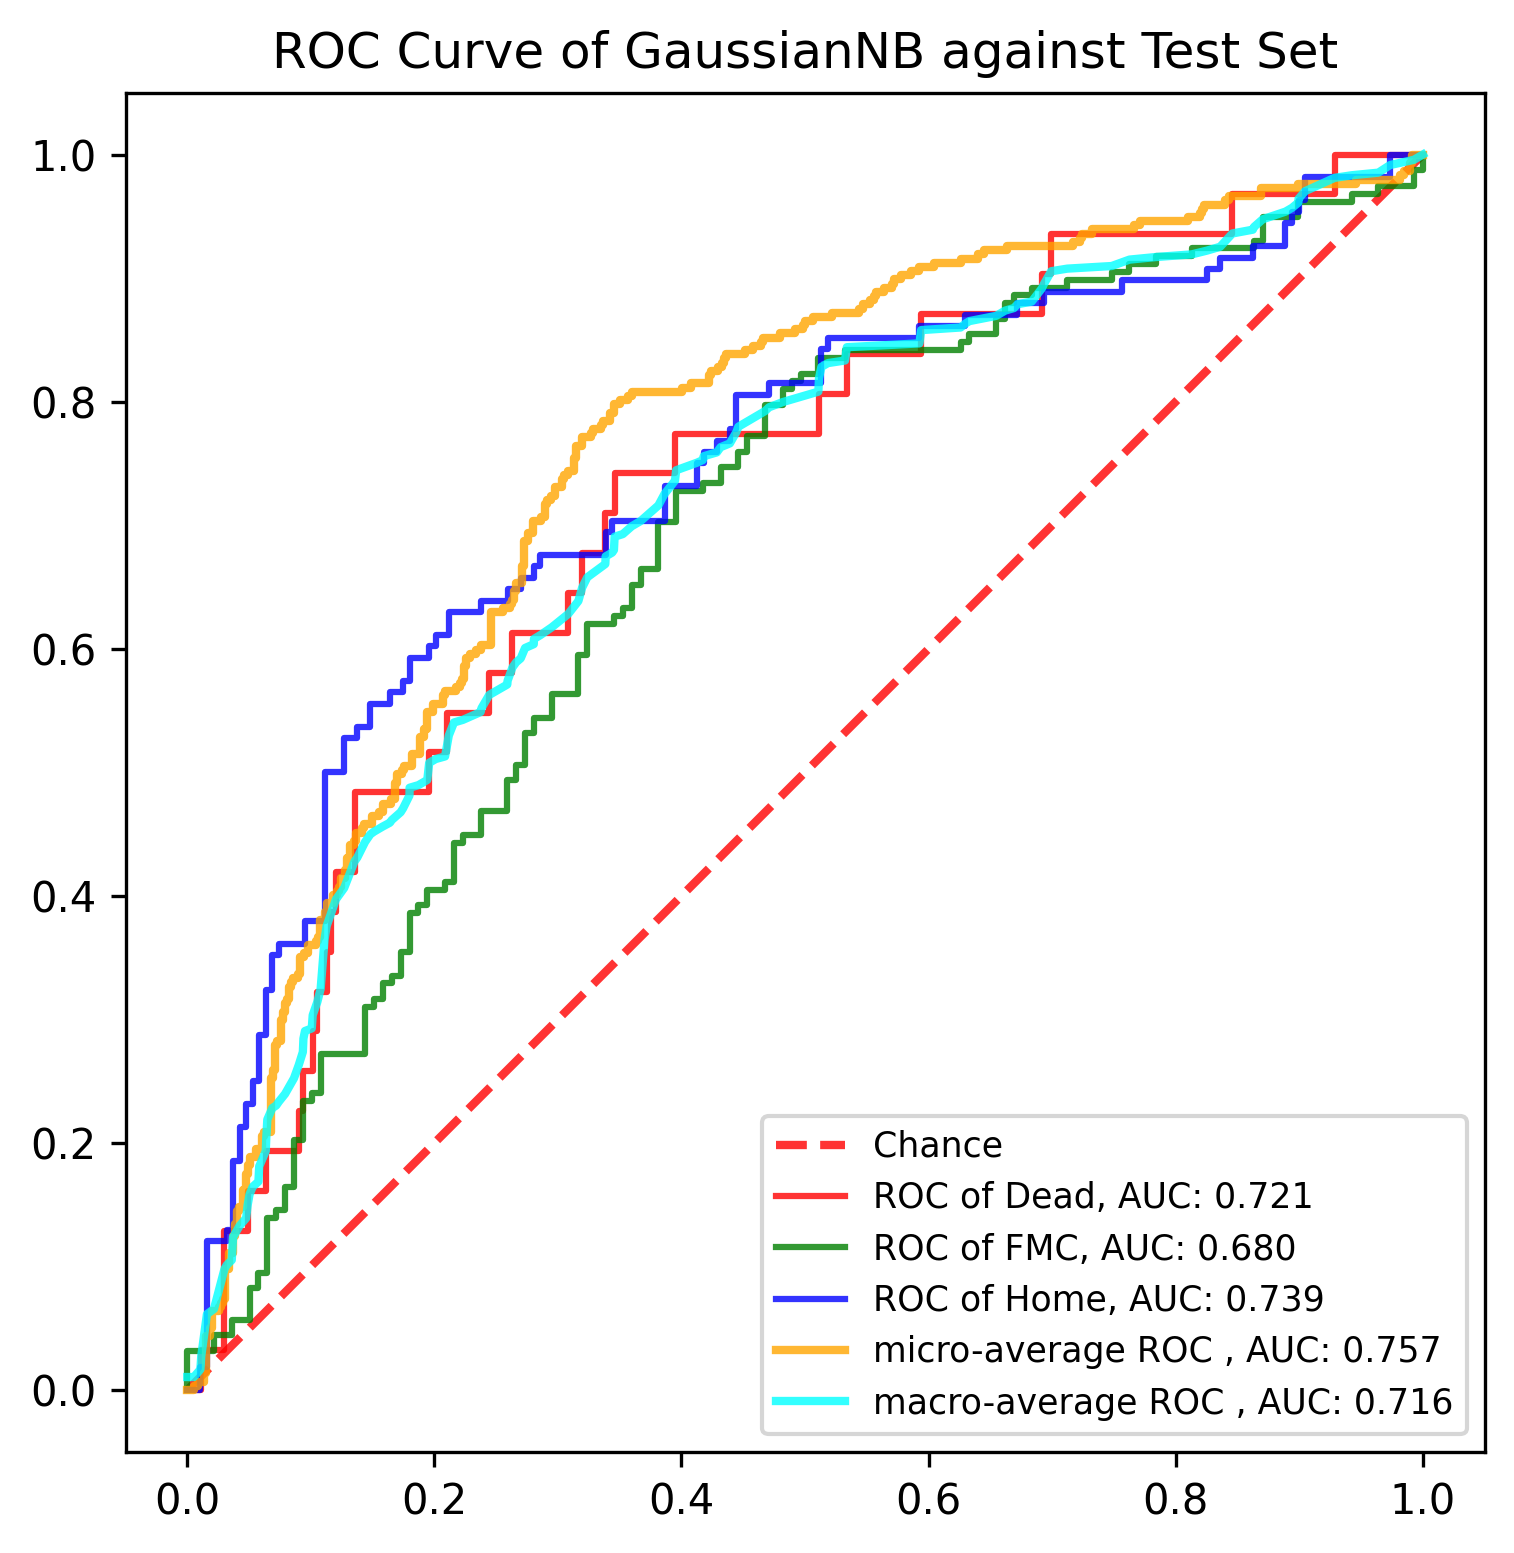 ROC Curve of GaussianNB against Test Set
1.0
0.8
0.6
0.4
0.2
0.0
Chance
ROC of Dead, AUC: 0.721
ROC of FMC, AUC: 0.680
ROC of Home, AUC: 0.739
micro-average ROC , AUC: 0.757
macro-average ROC , AUC: 0.716
0.0 0.2 0.4 0.6 0.8 1.0